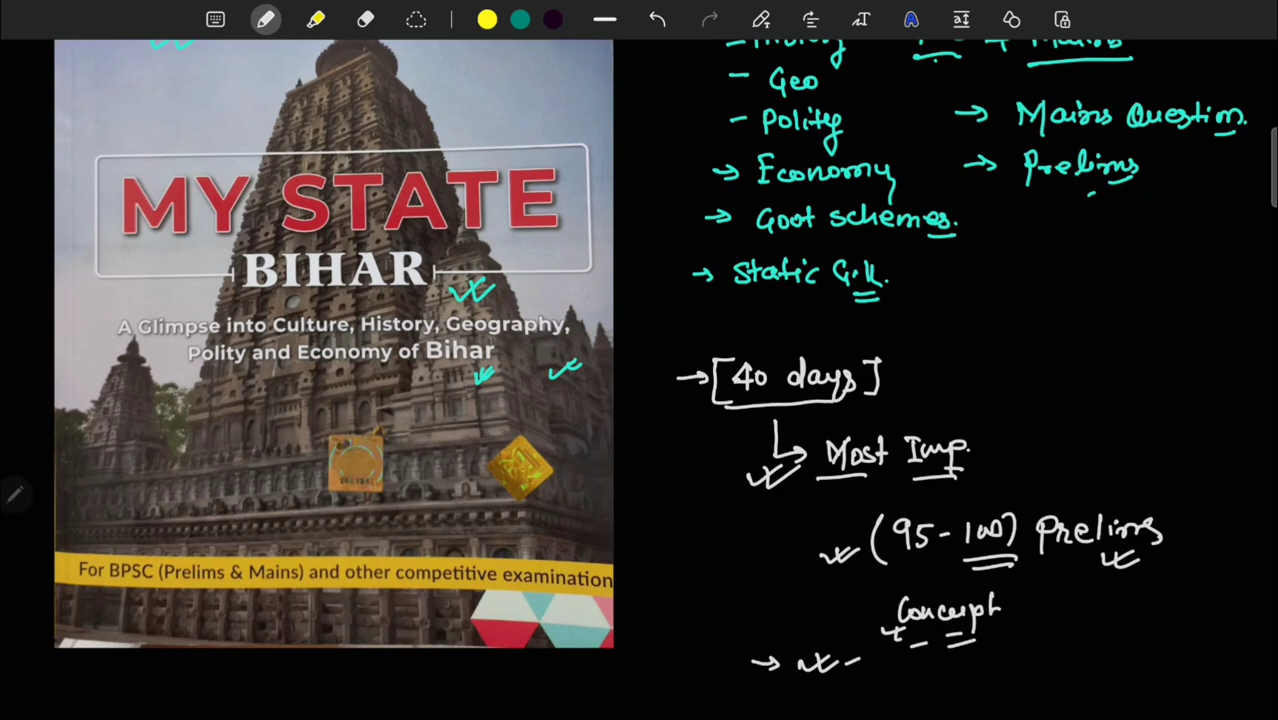 MY STATE
BIHAR
A Glimpse into Culture, History, Geography,
Polity and Economy of Bihar
For BPSC (Prelims & Mains) and other competitive examination
- Geo
- Polity
→ Mains Question.
→ Economy
→ Prelims
→ Govt schemes.
→ Static G.K.
→ [40 days]
Most Imp.
(95-100) Prelims
Concept